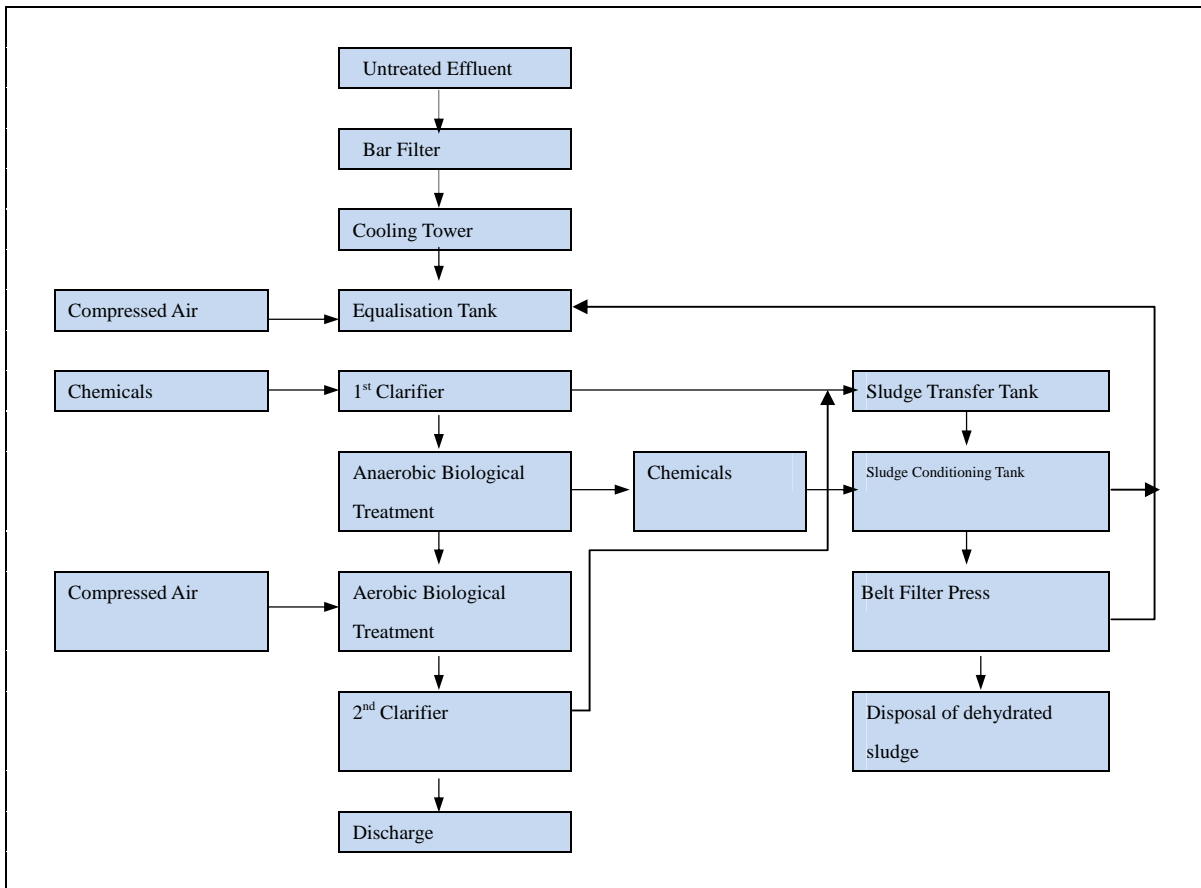 Untreated Effluent
Bar Filter
Cooling Tower
Compressed Air
Equalisation Tank
Chemicals
1st Clarifier
Sludge Transfer Tank
Anaerobic Biological
Treatment
Chemicals
Sludge Conditioning Tank
Compressed Air
Aerobic Biological
Treatment
Belt Filter Press
2nd Clarifier
Disposal of dehydrated
sludge
Discharge